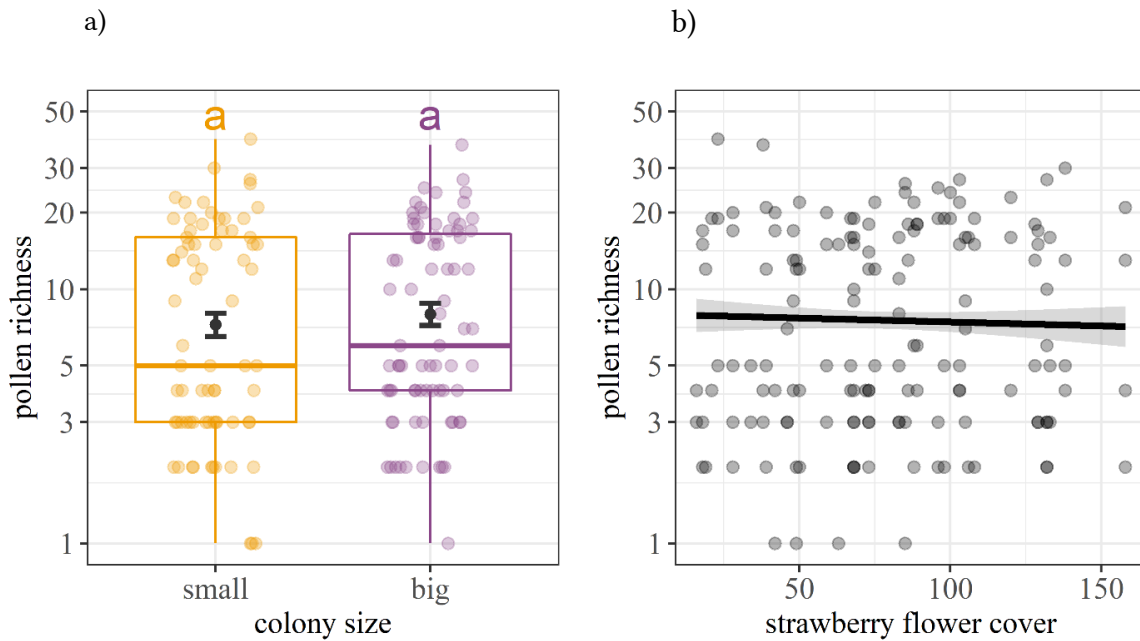 a)
b)
a
a
50
30
20
10
5
3
1
pollen richness
small
big
colony size
50
30
20
10
5
3
1
pollen richness
50
100
150
strawberry flower cover